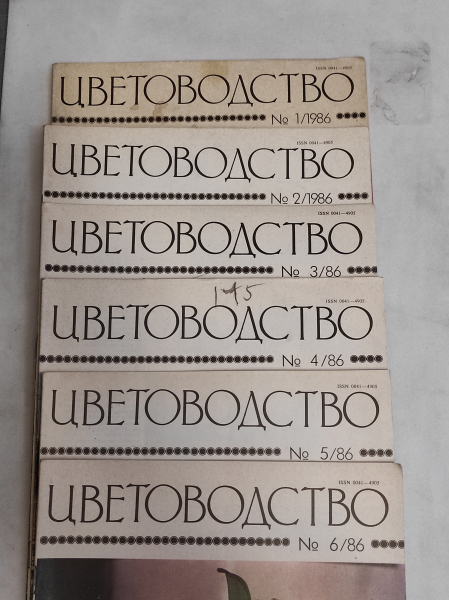 ISSN 0041—4905
ЦВЕТОВОДСТВО
№ 1/1986
ISSN 0041—4905
ЦВЕТОВОДСТВО
№ 2/1986
ISSN 0041—4905
ЦВЕТОВОДСТВО
№ 3/86
145
ISSN 0041—4905
ЦВЕТОВОДСТВО
№ 4/86
ISSN 0041—4905
ЦВЕТОВОДСТВО
№ 5/86
ISSN 0041—4905
ЦВЕТОВОДСТВО
№ 6/86